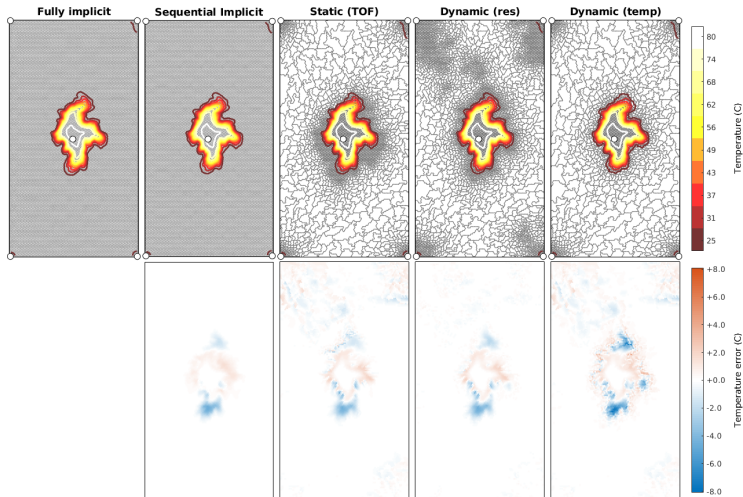 Fully implicit
Sequential Implicit
Static (TOF)
Dynamic (res)
Dynamic (temp)
80
74
68
62
56
49
43
37
31
25
Temperature (C)
+8.0
+6.0
+4.0
+2.0
+0.0
-2.0
-4.0
-6.0
-8.0
Temperature error (C)